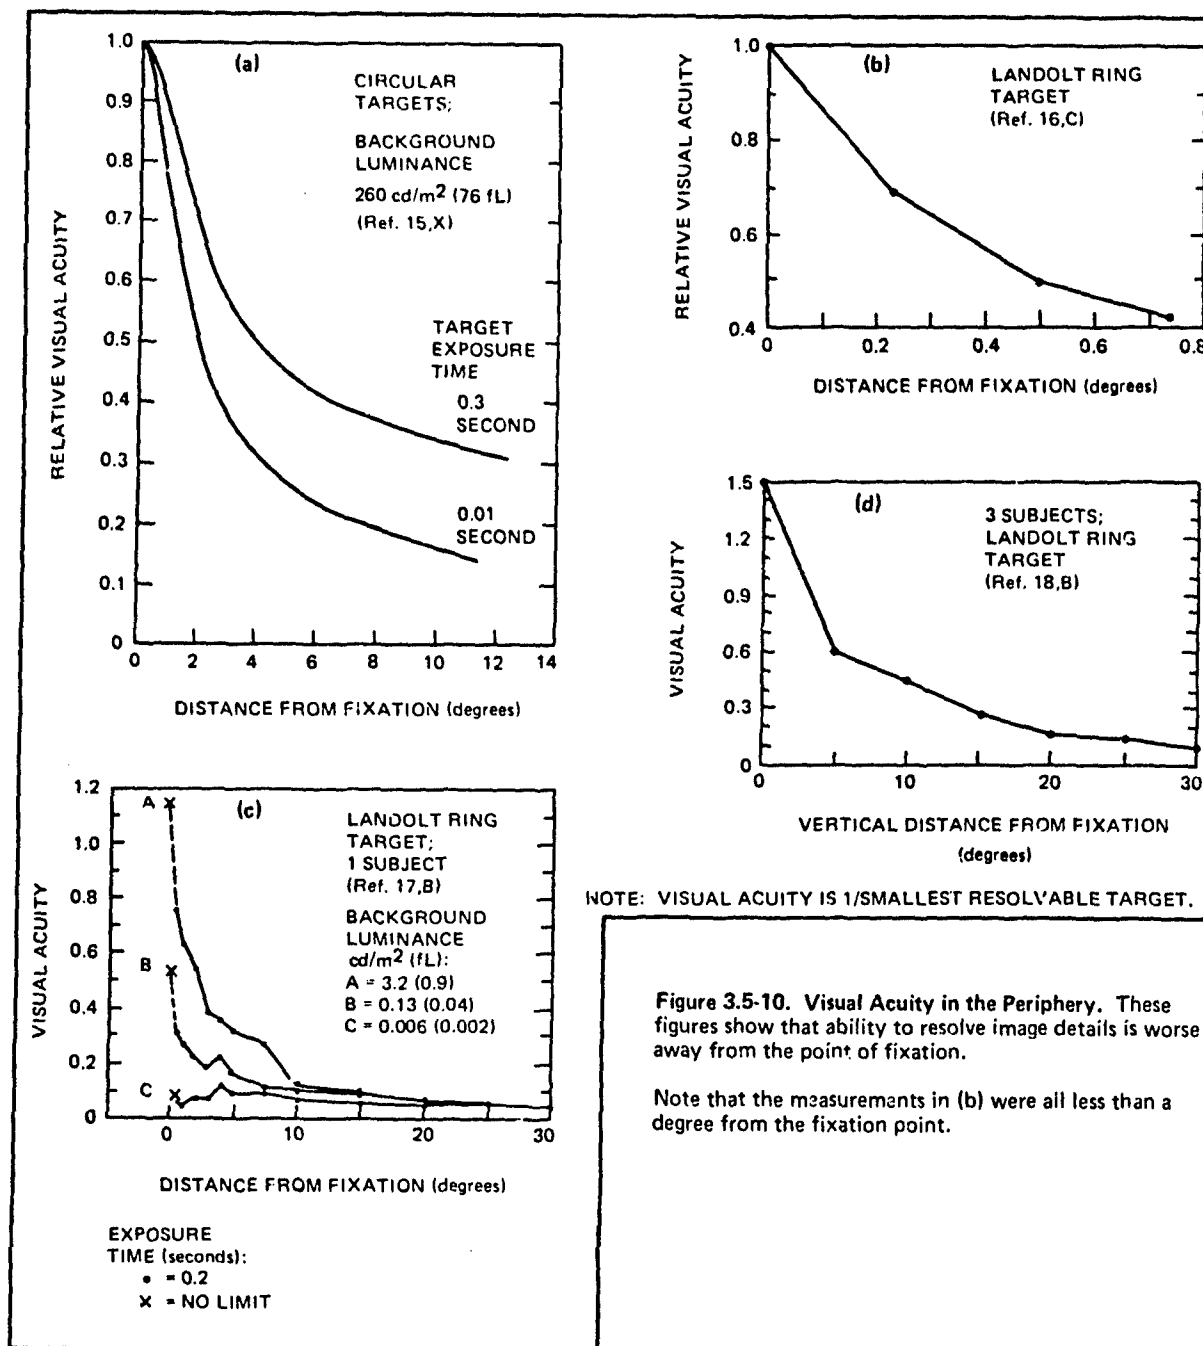 (a)
CIRCULAR
TARGETS;
BACKGROUND
LUMINANCE
260 cd/m² (76 fL)
(Ref. 15,X)
TARGET
EXPOSURE
TIME
0.3
SECOND
0.01
SECOND
RELATIVE VISUAL ACUITY
1.0
0.9
0.8
0.7
0.6
0.5
0.4
0.3
0.2
0.1
0
0 2 4 6 8 10 12 14
DISTANCE FROM FIXATION (degrees)
(b)
LANDOLT RING
TARGET
(Ref. 16,C)
RELATIVE VISUAL ACUITY
1.0
0.8
0.6
0.4
0 0.2 0.4 0.6 0.8
DISTANCE FROM FIXATION (degrees)
(c)
LANDOLT RING
TARGET;
1 SUBJECT
(Ref. 17,B)
BACKGROUND
LUMINANCE
cd/m² (fL):
A = 3.2 (0.9)
B = 0.13 (0.04)
C = 0.006 (0.002)
A
B
C
VISUAL ACUITY
1.2
1.0
0.8
0.6
0.4
0.2
0
0 10 20 30
DISTANCE FROM FIXATION (degrees)
EXPOSURE
TIME (seconds):
• = 0.2
X = NO LIMIT
(d)
3 SUBJECTS;
LANDOLT RING
TARGET
(Ref. 18,B)
VISUAL ACUITY
1.5
1.2
0.9
0.6
0.3
0
0 10 20 30
VERTICAL DISTANCE FROM FIXATION
(degrees)
NOTE: VISUAL ACUITY IS 1/SMALLEST RESOLVABLE TARGET.
Figure 3.5-10. Visual Acuity in the Periphery. These
figures show that ability to resolve image details is worse
away from the point of fixation.
Note that the measurements in (b) were all less than a
degree from the fixation point.